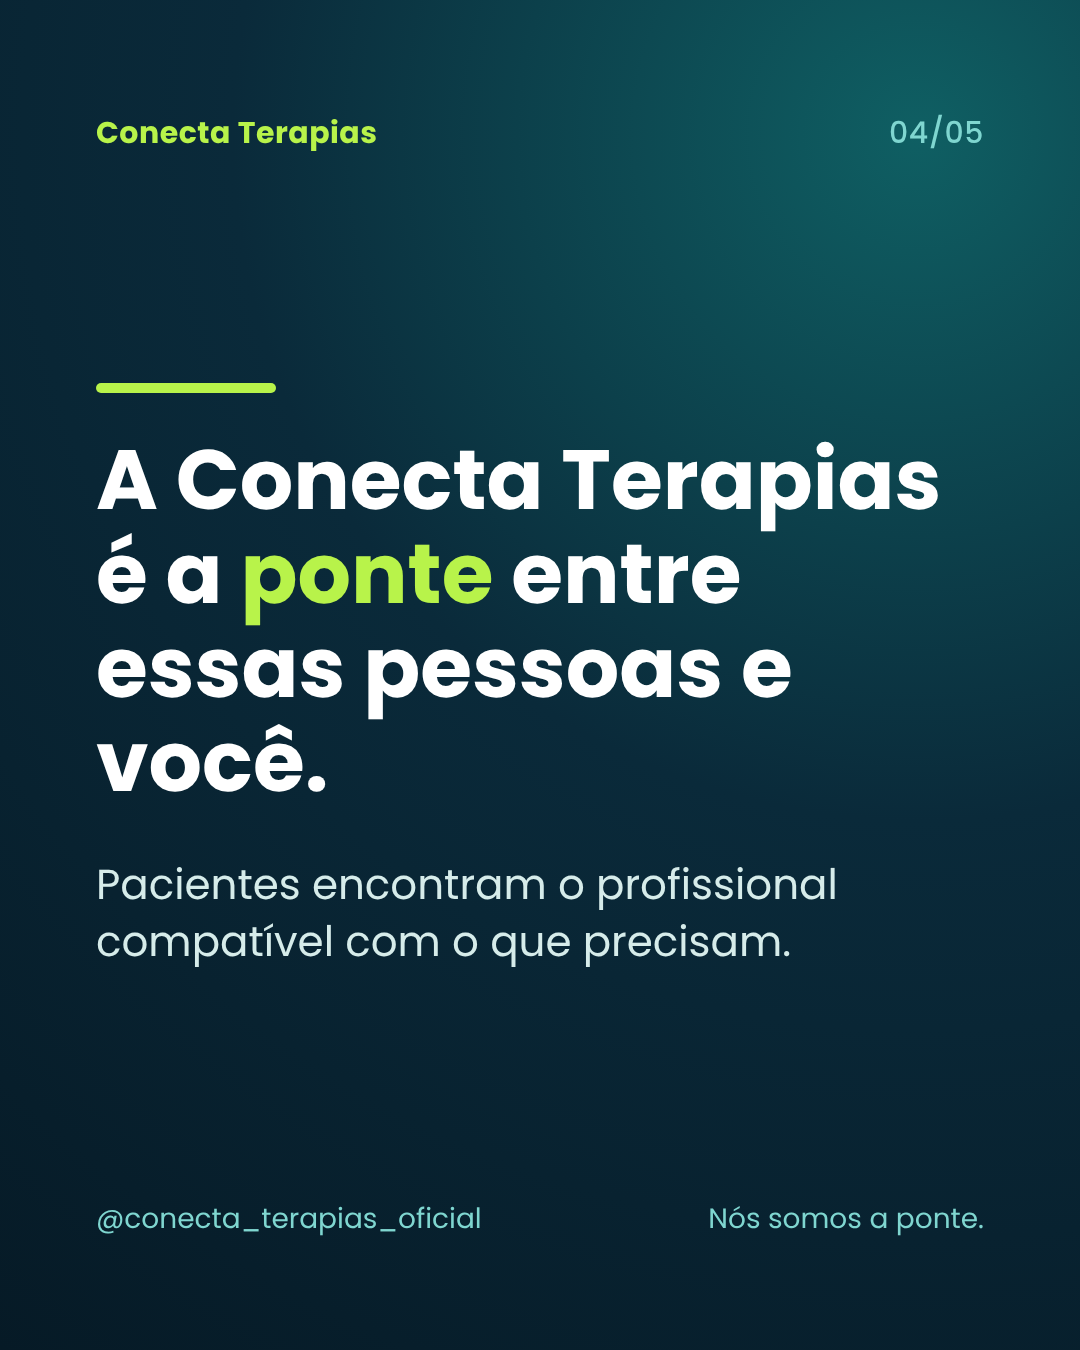 Conecta Terapias
04/05
A Conecta Terapias
é a ponte entre
essas pessoas e
você.
Pacientes encontram o profissional
compatível com o que precisam.
@conecta_terapias_oficial
Nós somos a ponte.